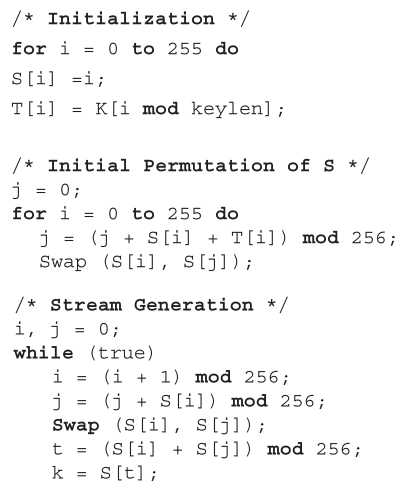 /* Initialization */
for i = 0 to 255 do
S[i] =i;
T[i] = K[i mod keylen];
/* Initial Permutation of S */
j = 0;
for i = 0 to 255 do
j = (j + S[i] + T[i]) mod 256;
Swap (S[i], S[j]);
/* Stream Generation */
i, j = 0;
while (true)
i = (i + 1) mod 256;
j = (j + S[i]) mod 256;
Swap (S[i], S[j]);
t = (S[i] + S[j]) mod 256;
k = S[t];